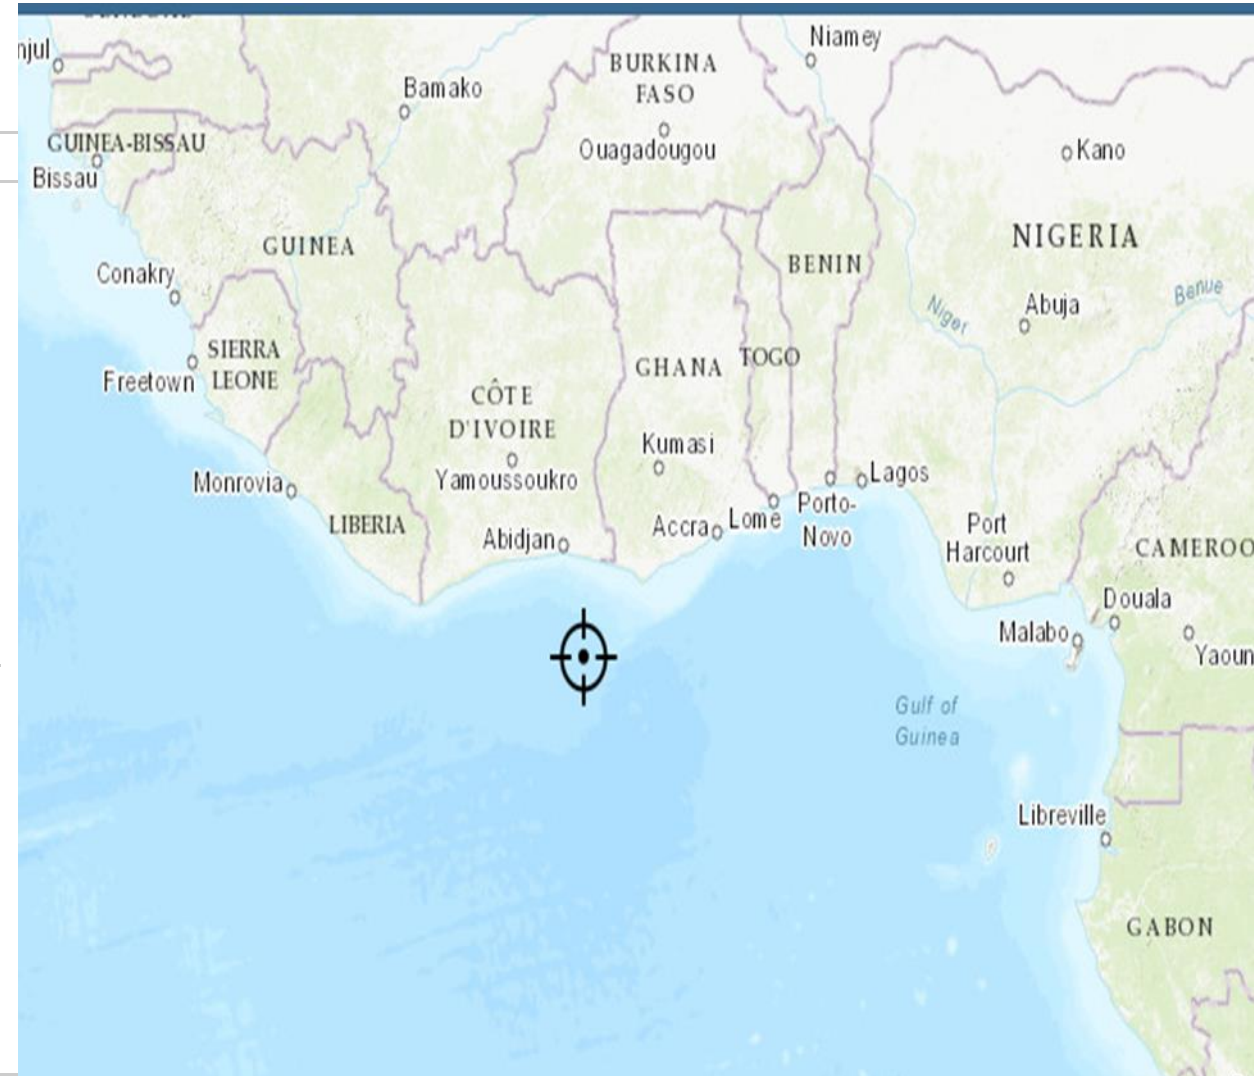 njul
Niamey
BURKINA
FASO
Bamako
Ouagadougou
GUINEA-BISSAU
Bissau
Kano
GUINEA
NIGERIA
BENIN
Conakry
Niger
Benue
Abuja
SIERRA
LEONE
Freetown
GHANA
TOGO
CÔTE
D'IVOIRE
Kumasi
Yamoussoukro
Monrovia
Lagos
LIBERIA
Abidjan
Accra
Lome
Porto-
Novo
Port
Harcourt
CAMEROO
Douala
Malabo
Yaoun
Gulf of
Guinea
Libreville
GABON